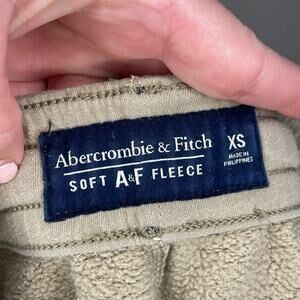 Abercrombie & Fitch
SOFT A&F FLEECE
XS
MADE IN
PHILIPPINES